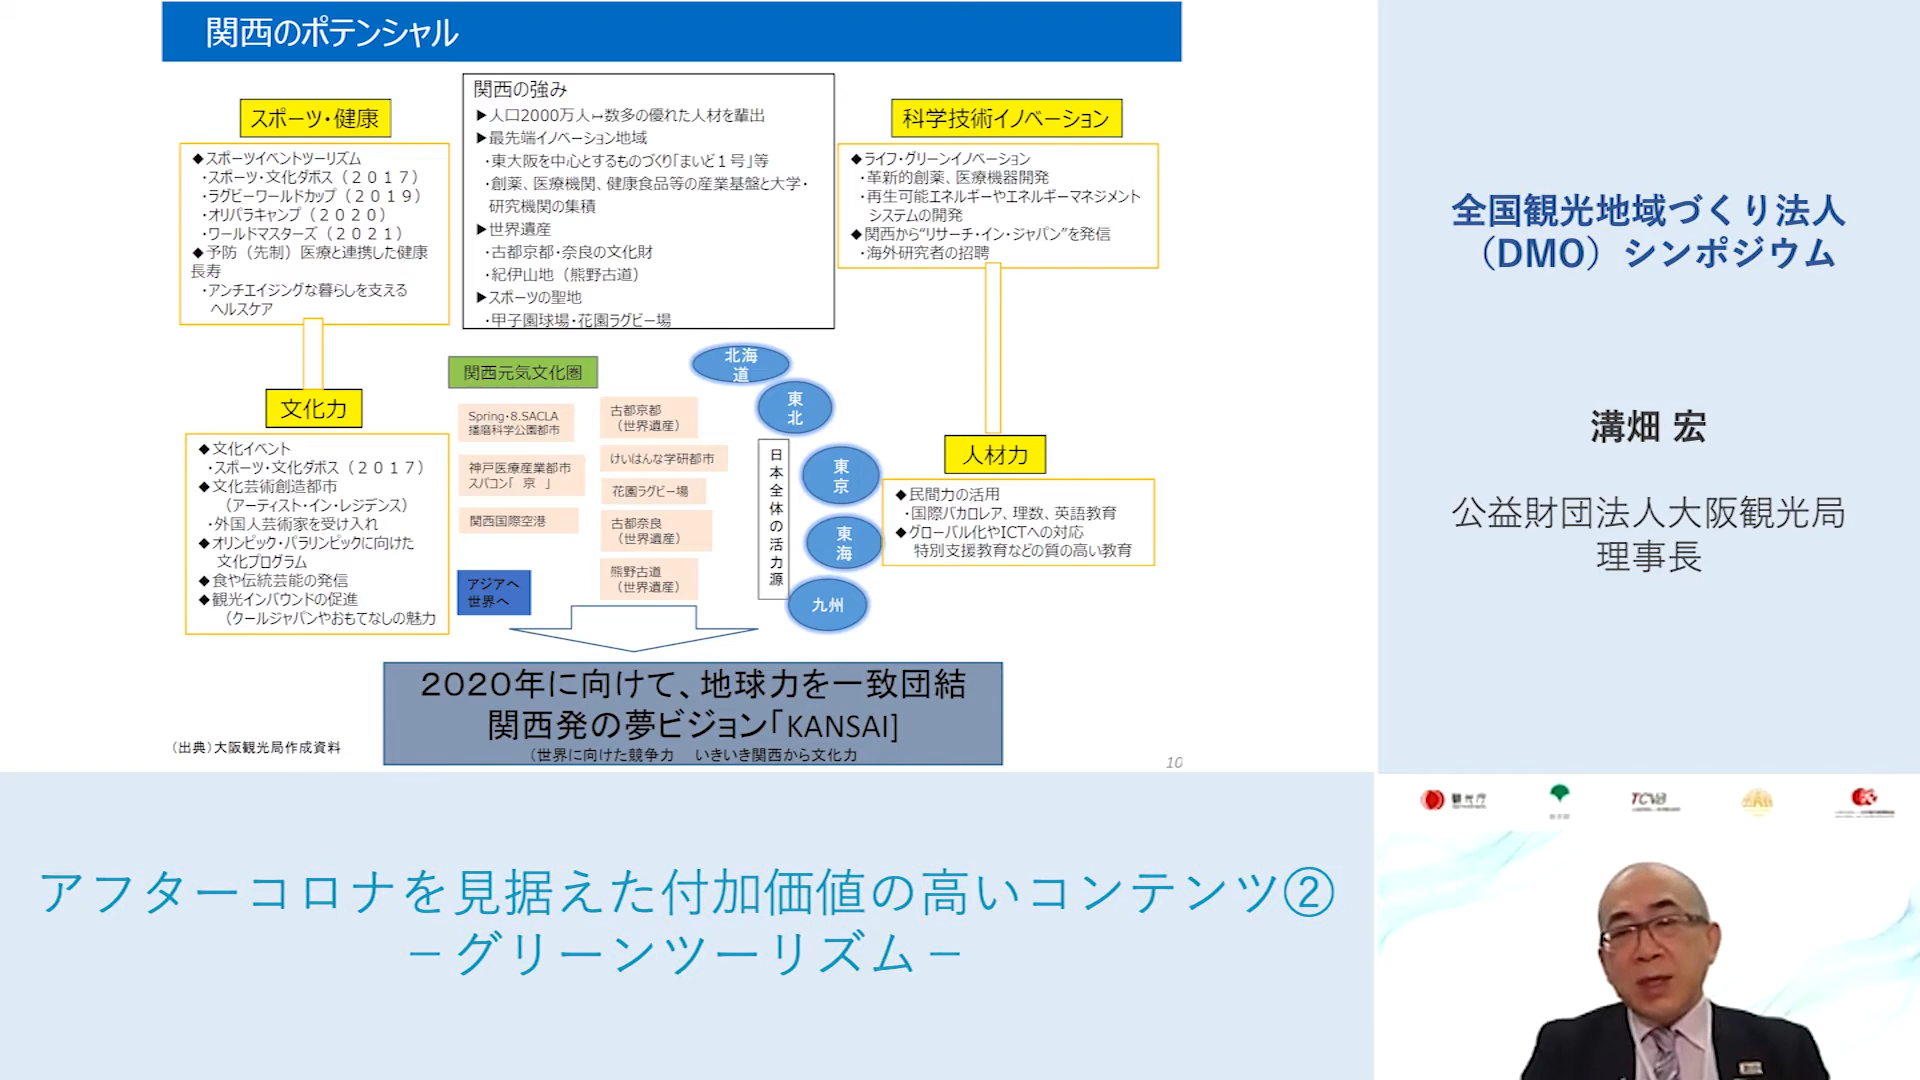 関西のポテンシャル
スポーツ・健康
◆スポーツイベントツーリズム
・スポーツ・文化ダボス（２０１７）
・ラグビーワールドカップ（２０１９）
・オリパラキャンプ（２０２０）
・ワールドマスターズ（２０２１）
◆予防（先制）医療と連携した健康
長寿
・アンチエイジングな暮らしを支える
ヘルスケア
関西の強み
▶人口2000万人↦数多の優れた人材を輩出
▶最先端イノベーション地域
・東大阪を中心とするものづくり「まいど１号」等
・創薬、医療機関、健康食品等の産業基盤と大学・
研究機関の集積
▶世界遺産
・古都京都・奈良の文化財
・紀伊山地（熊野古道）
▶スポーツの聖地
・甲子園球場・花園ラグビー場
科学技術イノベーション
◆ライフ・グリーンイノベーション
・革新的創薬、医療機器開発
・再生可能エネルギーやエネルギーマネジメント
システムの開発
◆関西から“リサーチ・イン・ジャパン”を発信
・海外研究者の招聘
文化力
◆文化イベント
・スポーツ・文化ダボス（２０１７）
◆文化芸術創造都市
（アーティスト・イン・レジデンス）
・外国人芸術家を受け入れ
◆オリンピック・パラリンピックに向けた
文化プログラム
◆食や伝統芸能の発信
◆観光インバウンドの促進
（クールジャパンやおもてなしの魅力
関西元気文化圏
Spring・8.SACLA
播磨科学公園都市
神戸医療産業都市
スパコン「　京　」
関西国際空港
アジアへ
世界へ
古都京都
（世界遺産）
けいはんな学研都市
花園ラグビー場
古都奈良
（世界遺産）
熊野古道
（世界遺産）
日本全体の活力源
北海
道
東
北
東
京
東
海
九州
人材力
◆民間力の活用
・国際バカロレア、理数、英語教育
◆グローバル化やICTへの対応
特別支援教育などの質の高い教育
２０２０年に向けて、地球力を一致団結
関西発の夢ビジョン「KANSAI]
（世界に向けた競争力　いきいき関西から文化力
（出典）大阪観光局作成資料
10
全国観光地域づくり法人
（DMO）シンポジウム
溝畑 宏
公益財団法人大阪観光局
理事長
アフターコロナを見据えた付加価値の高いコンテンツ②
－グリーンツーリズム－
観光庁
TCVB